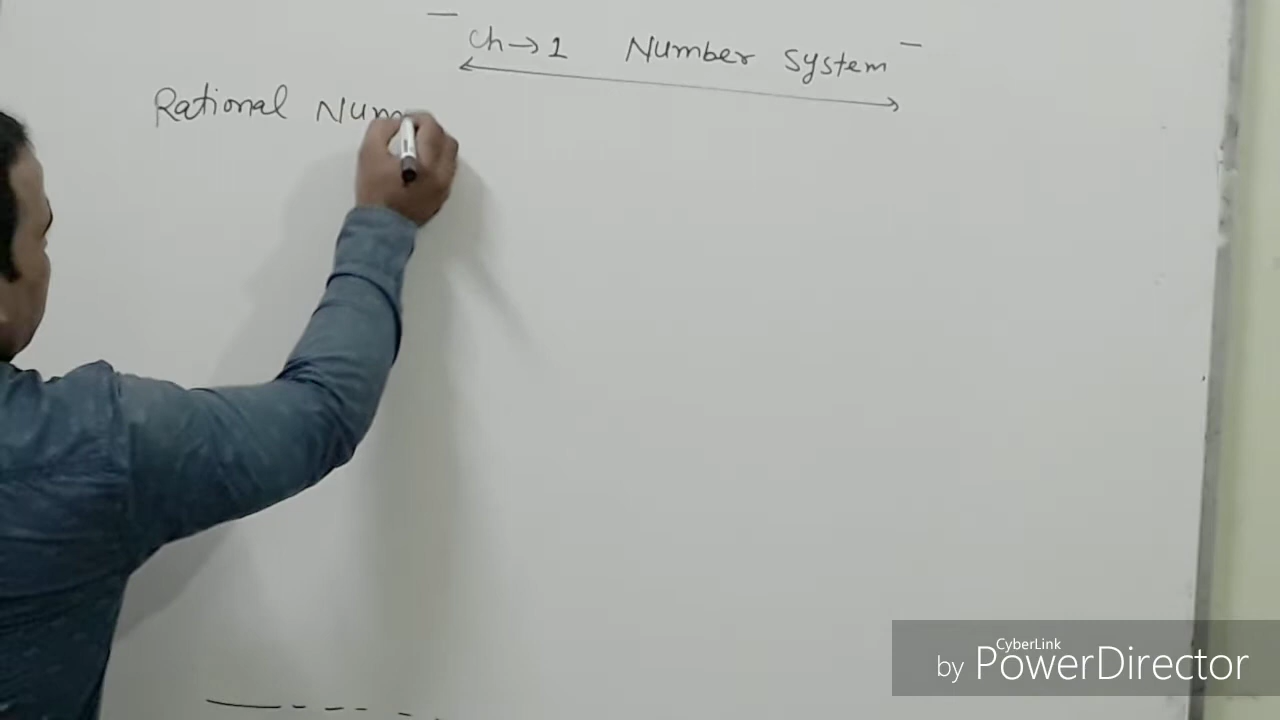 Ch→1 Number System
Rational Num
CyberLink
by PowerDirector